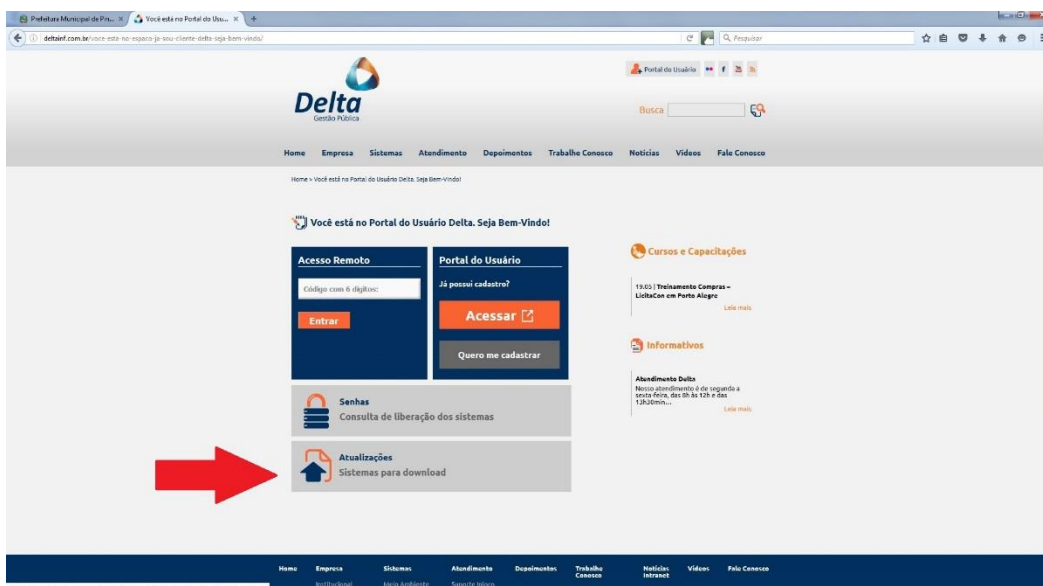 Prefeitura Municipal de Pin...
Você está no Portal do Usu...
deltainf.com.br/voce-esta-no-espaco-ja-sou-cliente-delta-seja-bem-vindo/
Pesquisar
Portal do Usuário
Delta
Gestão Pública
Busca
Home Empresa Sistemas Atendimento Depoimentos Trabalhe Conosco Notícias Vídeos Fale Conosco
Home > Você está no Portal do Usuário Delta. Seja Bem-Vindo!
Você está no Portal do Usuário Delta. Seja Bem-Vindo!
Acesso Remoto
Código com 6 dígitos:
Entrar
Portal do Usuário
Já possui cadastro?
Acessar
Quero me cadastrar
Senhas
Consulta de liberação dos sistemas
Atualizações
Sistemas para download
Cursos e Capacitações
19.05 | Treinamento Compras –
LicitaCon em Porto Alegre
Leia mais
Informativos
Atendimento Delta
Nosso atendimento é de segunda a
sexta-feira, das 8h às 12h e das
13h30min...
Leia mais
Home Empresa Sistemas Atendimento Depoimentos Trabalhe Conosco Notícias Intranet Vídeos Fale Conosco
Institucional Meio Ambiente Suporte